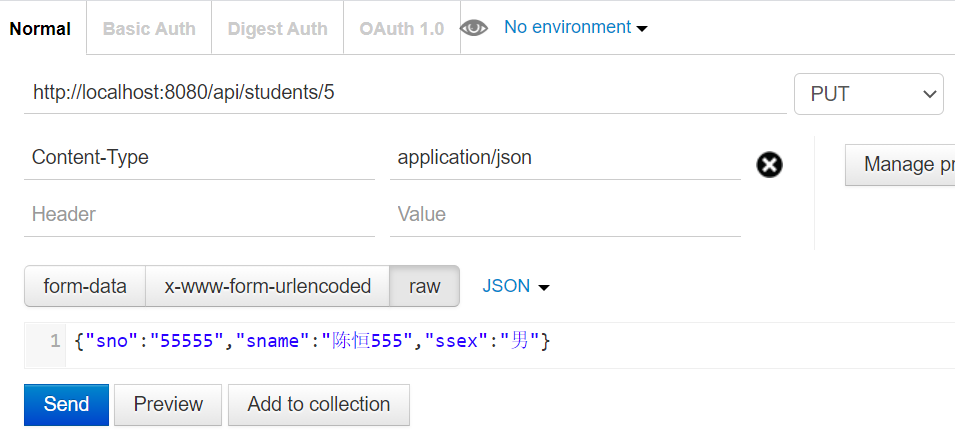 Normal Basic Auth Digest Auth OAuth 1.0 No environment
http://localhost:8080/api/students/5 PUT
Content-Type application/json Manage pr
Header Value
form-data x-www-form-urlencoded raw JSON
1 {"sno":"55555","sname":"陈恒555","ssex":"男"}
Send Preview Add to collection